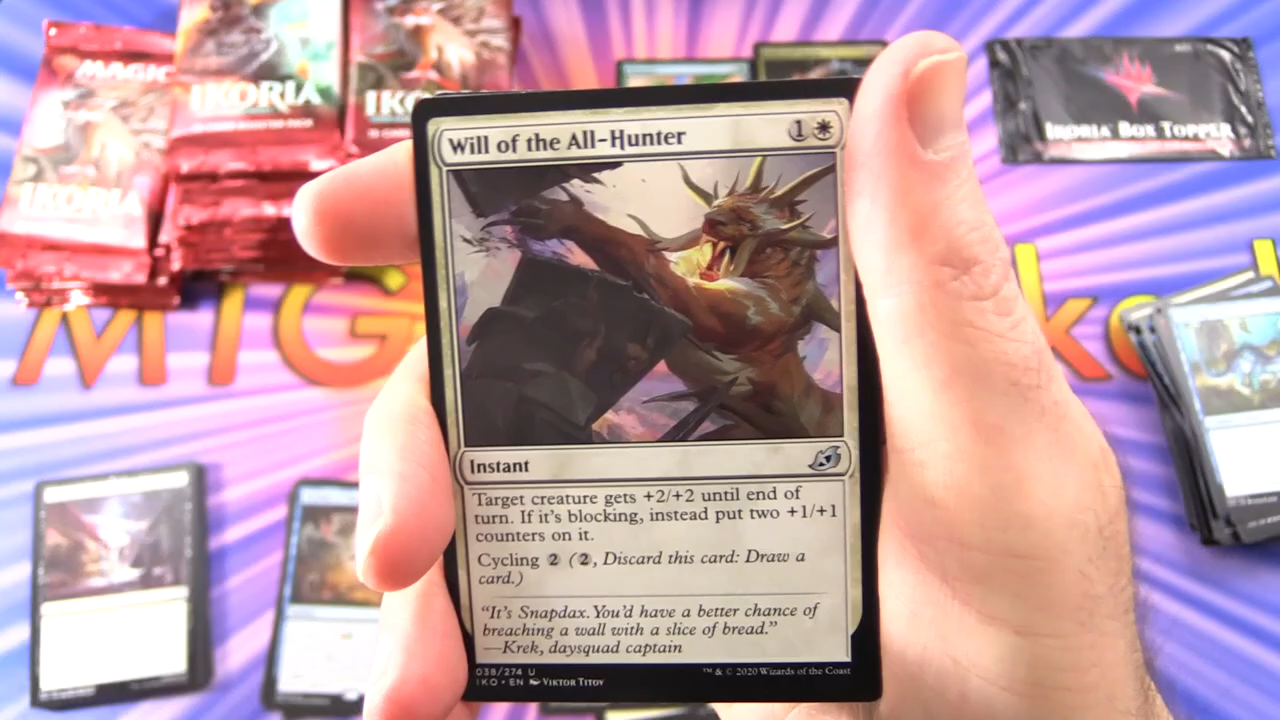 MAGIC
IKORIA
IKORIA
IKO
IKORIA BOX TOPPER
MTG
Will of the All-Hunter
1
Instant
Target creature gets +2/+2 until end of
turn. If it's blocking, instead put two +1/+1
counters on it.
Cycling 2 (2, Discard this card: Draw a
card.)
"It's Snapdax. You'd have a better chance of
breaching a wall with a slice of bread."
—Krek, daysquad captain
038/274 U
IKO • EN VIKTOR TITOV
™ & © 2020 Wizards of the Coast